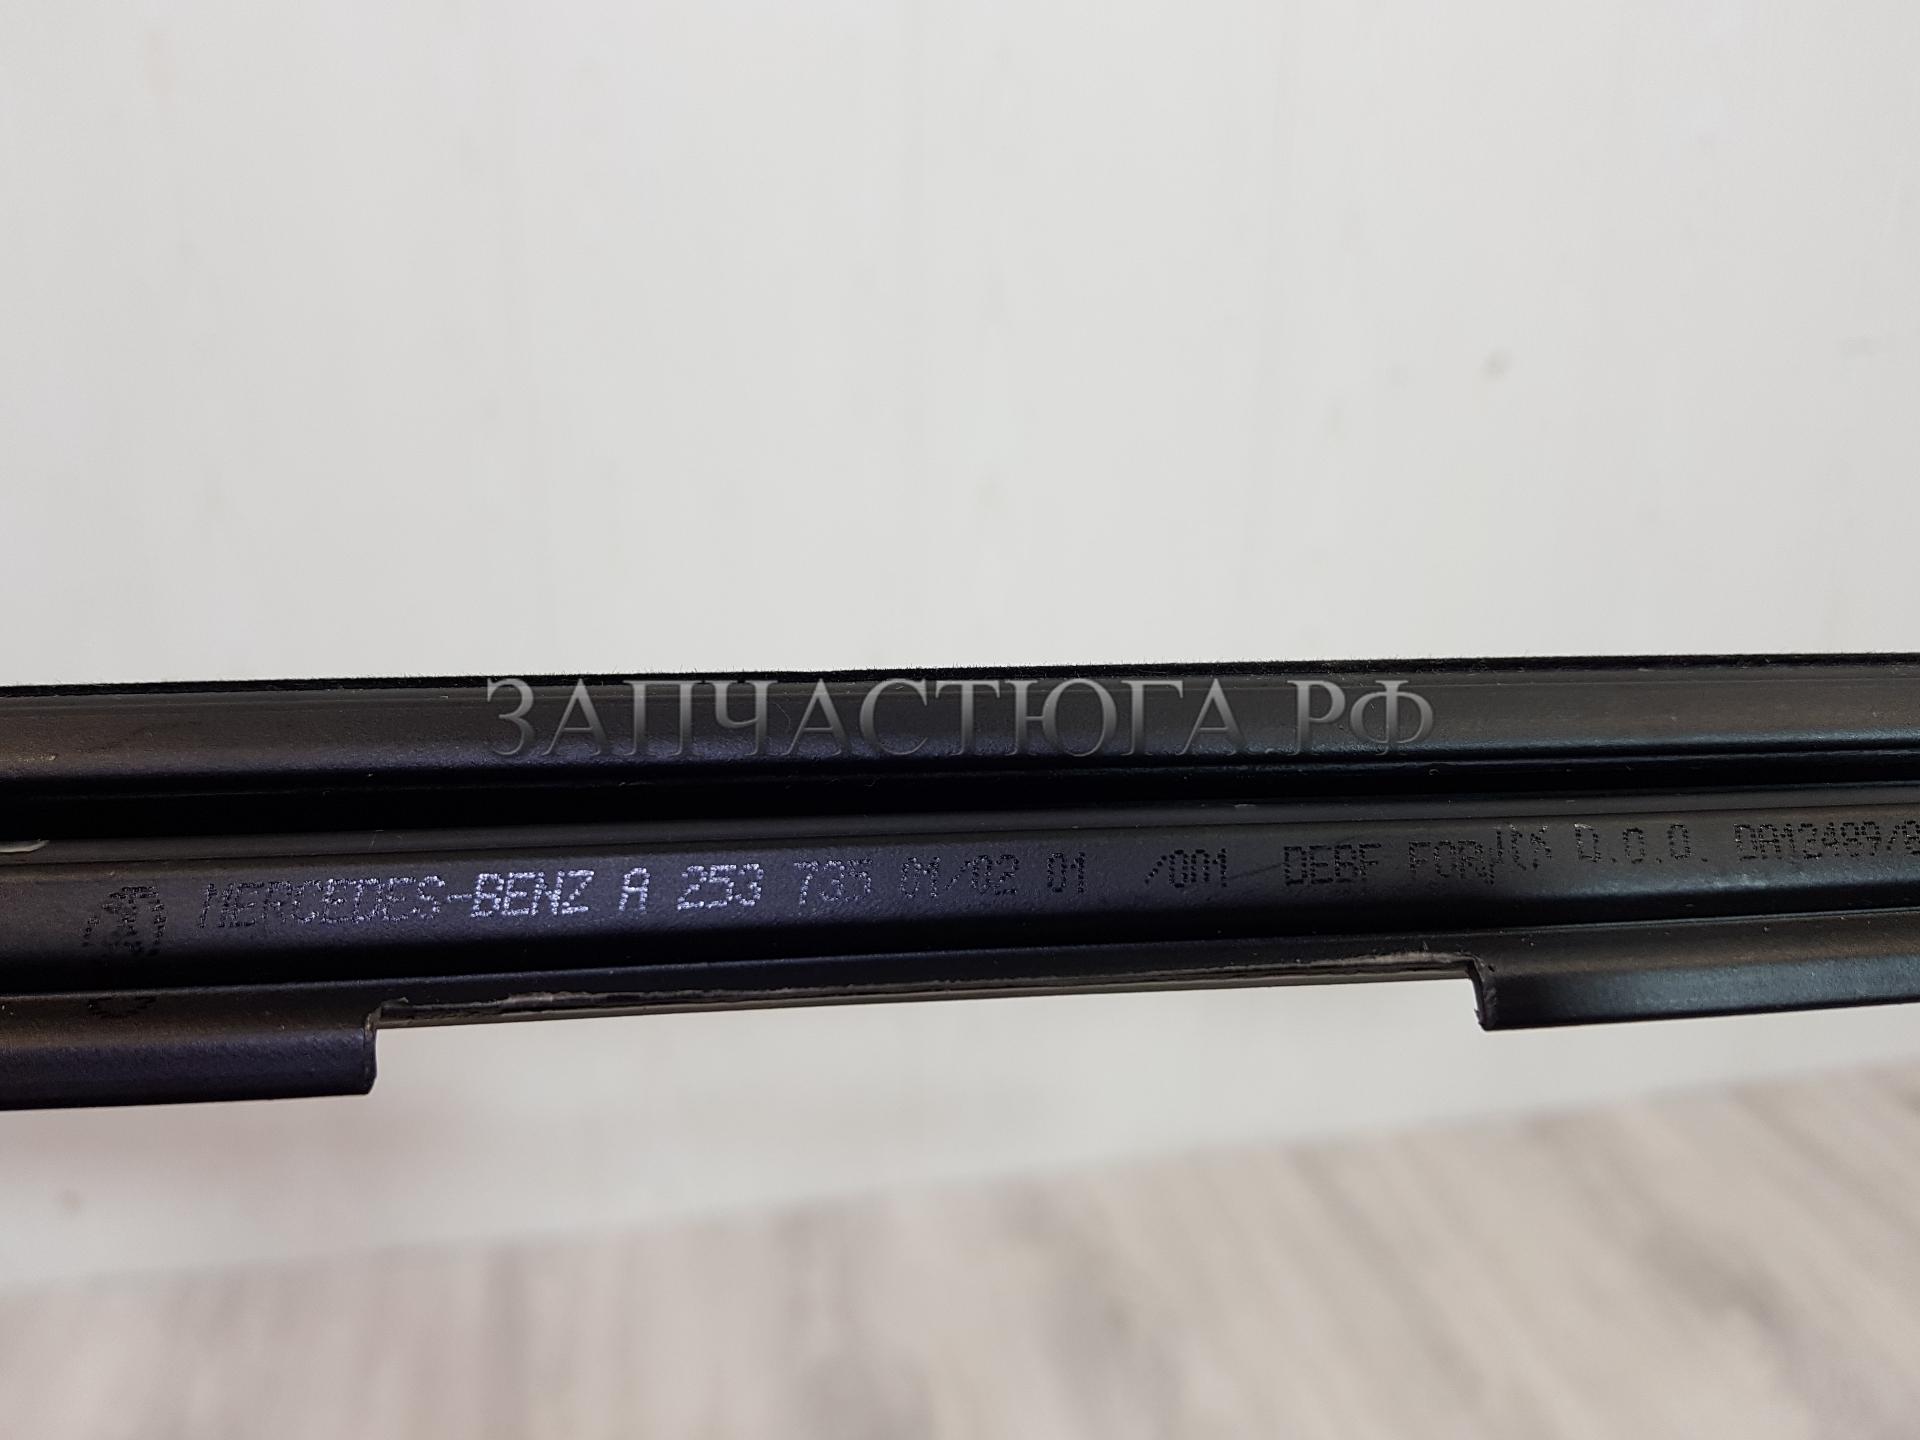 ЗАПЧАСТЮГА.РФ
MERCEDES-BENZ A 253 735 01/02 01 /001 DEBF D.O.O.